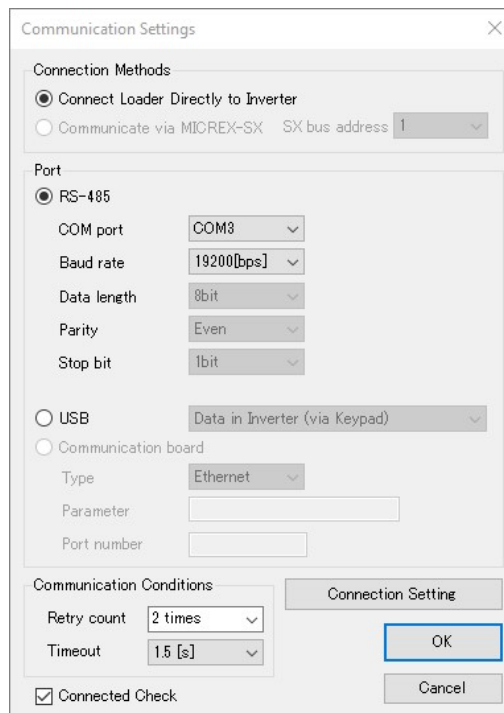 Communication Settings
Connection Methods
Connect Loader Directly to Inverter
Communicate via MICREX-SX SX bus address 1
Port
RS-485
COM port COM3
Baud rate 19200[bps]
Data length 8bit
Parity Even
Stop bit 1bit
USB Data in Inverter (via Keypad)
Communication board
Type Ethernet
Parameter
Port number
Communication Conditions
Retry count 2 times
Timeout 1.5 [s]
Connected Check
Connection Setting
OK
Cancel